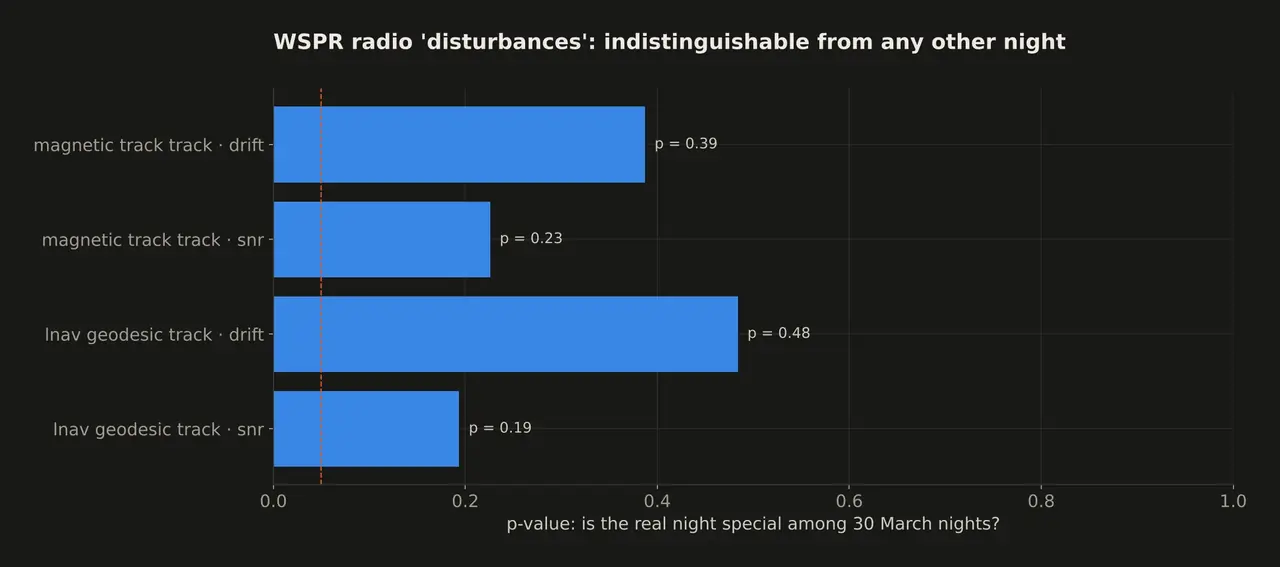 WSPR radio 'disturbances': indistinguishable from any other night
magnetic track track · drift
p = 0.39
magnetic track track · snr
p = 0.23
lnav geodesic track · drift
p = 0.48
lnav geodesic track · snr
p = 0.19
0.0 0.2 0.4 0.6 0.8 1.0
p-value: is the real night special among 30 March nights?